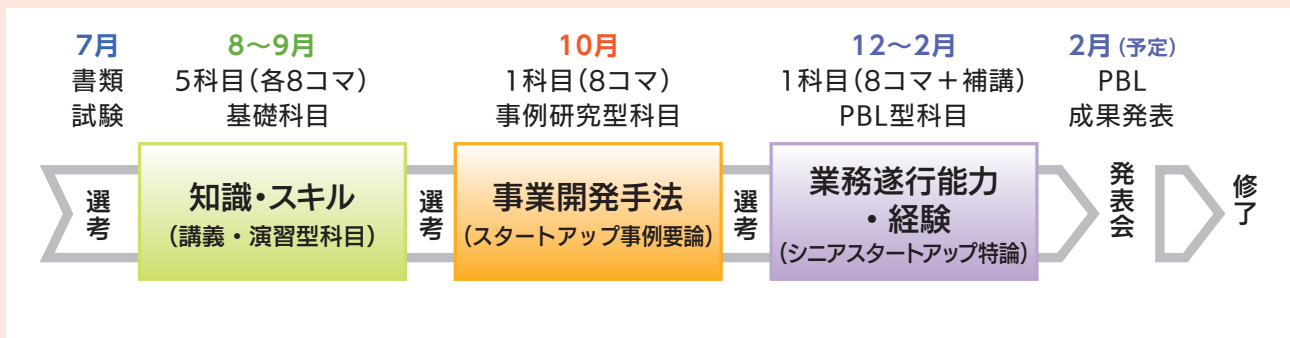 7月
書類
試験
8～9月
5科目(各8コマ)
基礎科目
10月
1科目(8コマ)
事例研究型科目
12～2月
1科目(8コマ＋補講)
PBL型科目
2月(予定)
PBL
成果発表
選考
知識・スキル
(講義・演習型科目)
選考
事業開発手法
(スタートアップ事例要論)
選考
業務遂行能力
・経験
(シニアスタートアップ特論)
発表会
修了